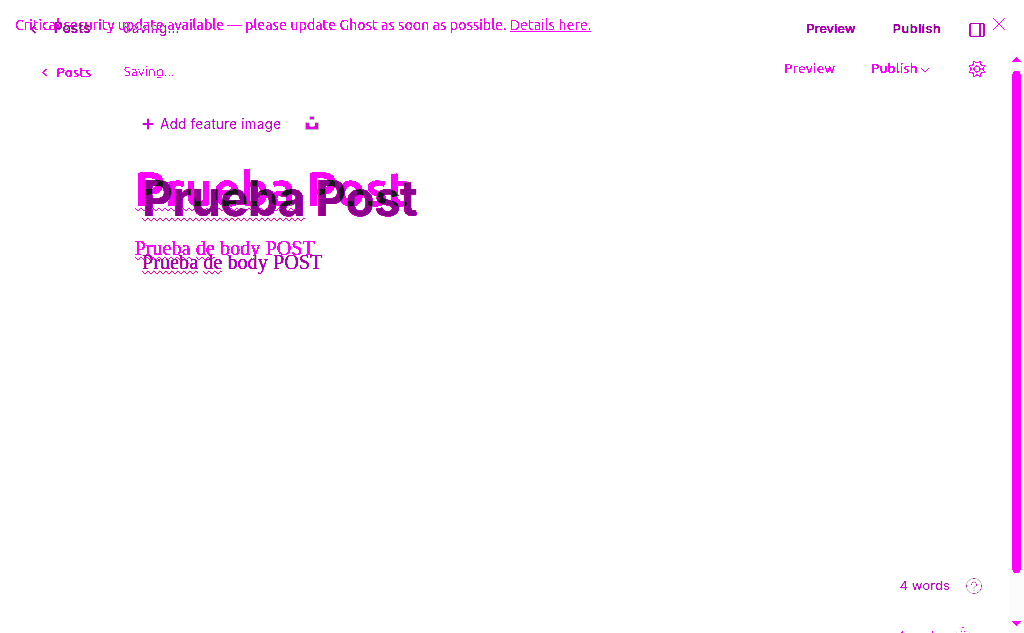 Critical security update available — please update Ghost as soon as possible. Details here.
Posts Saving... Preview Publish
Posts Saving... Preview Publish
Add feature image
Prueba Post
Prueba Post
Prueba de body POST
Prueba de body POST
4 words